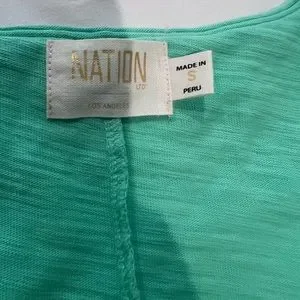 NATION
LTD
LOS ANGELES
MADE IN
S
PERU